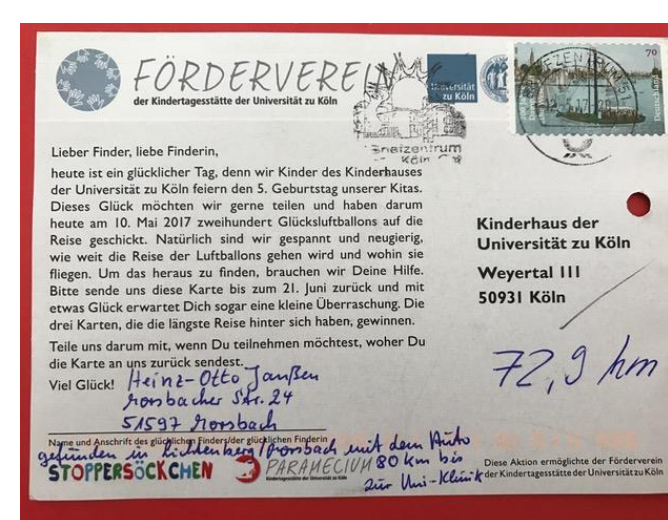 FÖRDERVEREIN
der Kindertagesstätte der Universität zu Köln
Universität
zu Köln
70
Deutschland
Briefzentrum
Köln
BRIEFZENTRUM
Lieber Finder, liebe Finderin,
heute ist ein glücklicher Tag, denn wir Kinder des Kinderhauses
der Universität zu Köln feiern den 5. Geburtstag unserer Kitas.
Dieses Glück möchten wir gerne teilen und haben darum
heute am 10. Mai 2017 zweihundert Glücksluftballons auf die
Reise geschickt. Natürlich sind wir gespannt und neugierig,
wie weit die Reise der Luftballons gehen wird und wohin sie
fliegen. Um das heraus zu finden, brauchen wir Deine Hilfe.
Bitte sende uns diese Karte bis zum 21. Juni zurück und mit
etwas Glück erwartet Dich sogar eine kleine Überraschung. Die
drei Karten, die die längste Reise hinter sich haben, gewinnen.
Teile uns darum mit, wenn Du teilnehmen möchtest, woher Du
die Karte an uns zurück sendest.
Viel Glück! Heinz-Otto Janßen
Morsbacher Str. 24
51597 Morsbach
Name und Anschrift des glücklichen Finders/der glücklichen Finderin
gefunden in Lichtenberg/Morsbach mit dem Auto
80 km bis
zur Uni-Klinik
STOPPERSÖCKCHEN
PARAMECIUM
Kindertagesstätte der Universität zu Köln
Kinderhaus der
Universität zu Köln
Weyertal 111
50931 Köln
72,9 km
Diese Aktion ermöglichte der Förderverein
der Kindertagesstätte der Universität zu Köln